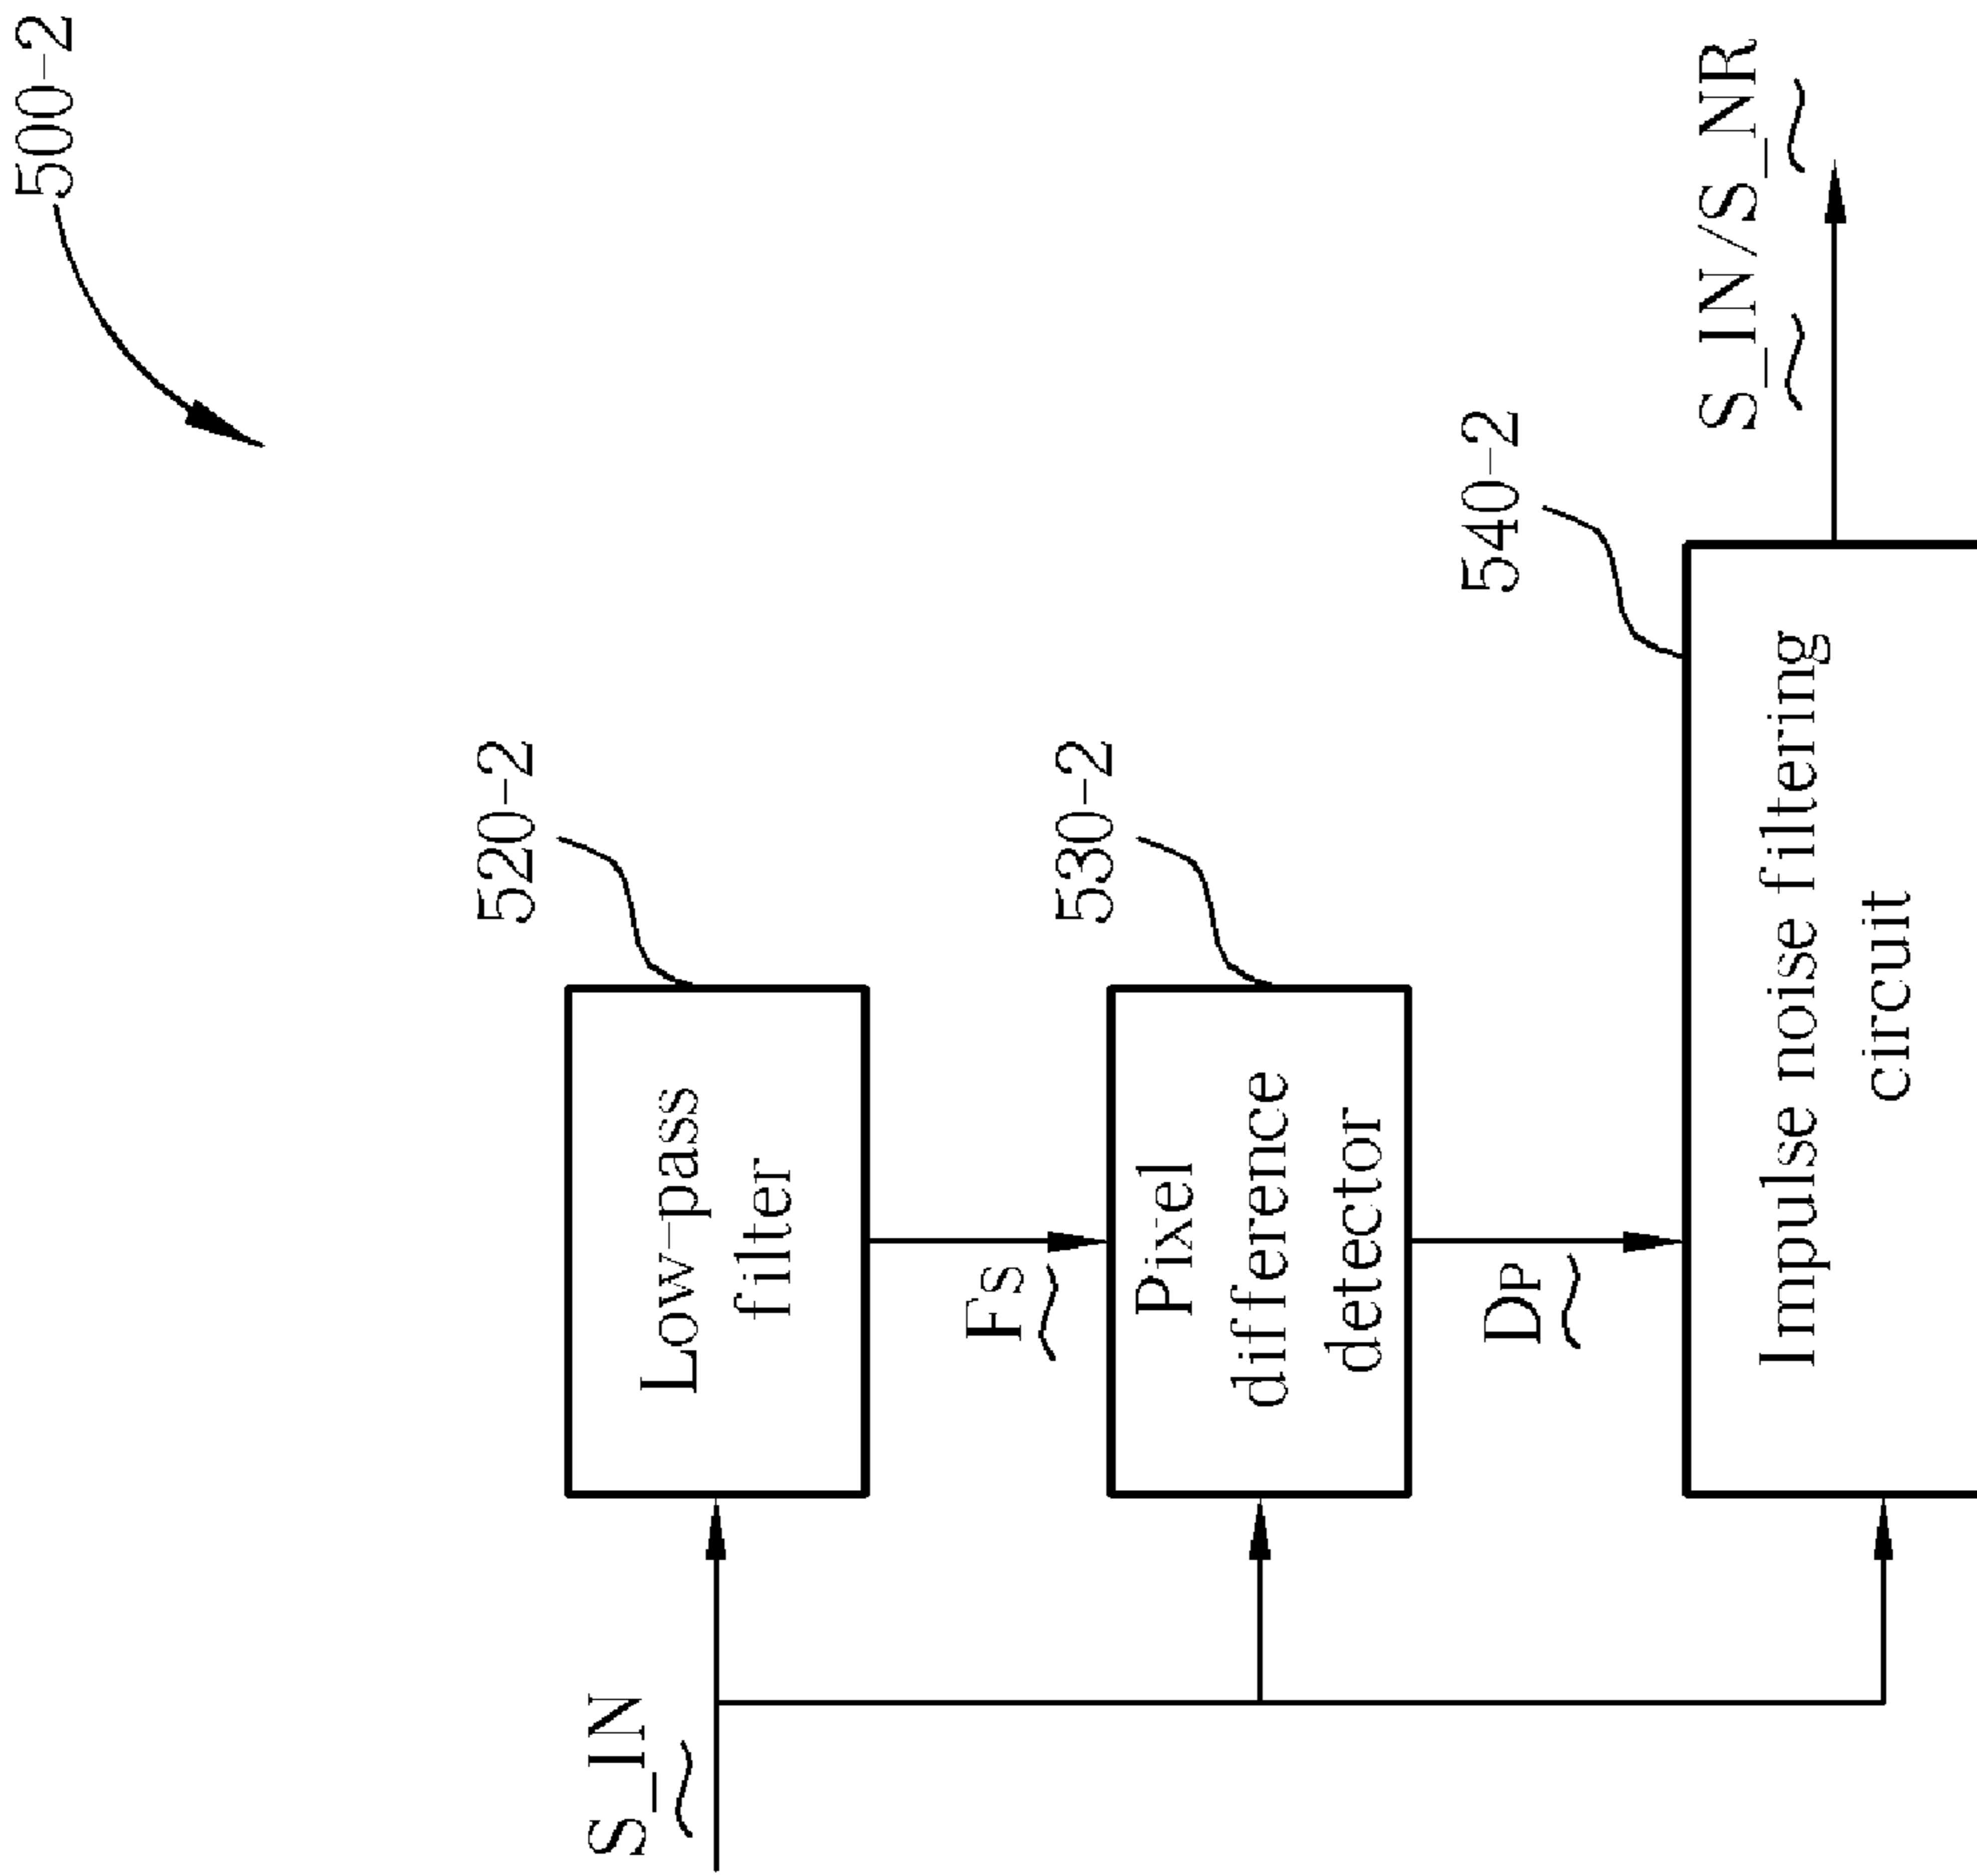 500-2
520-2
S_IN
Low-pass
filter
Fs
530-2
Pixel
difference
detector
540-2
DP
S_IN/S_NR
Impulse noise filtering
circuit